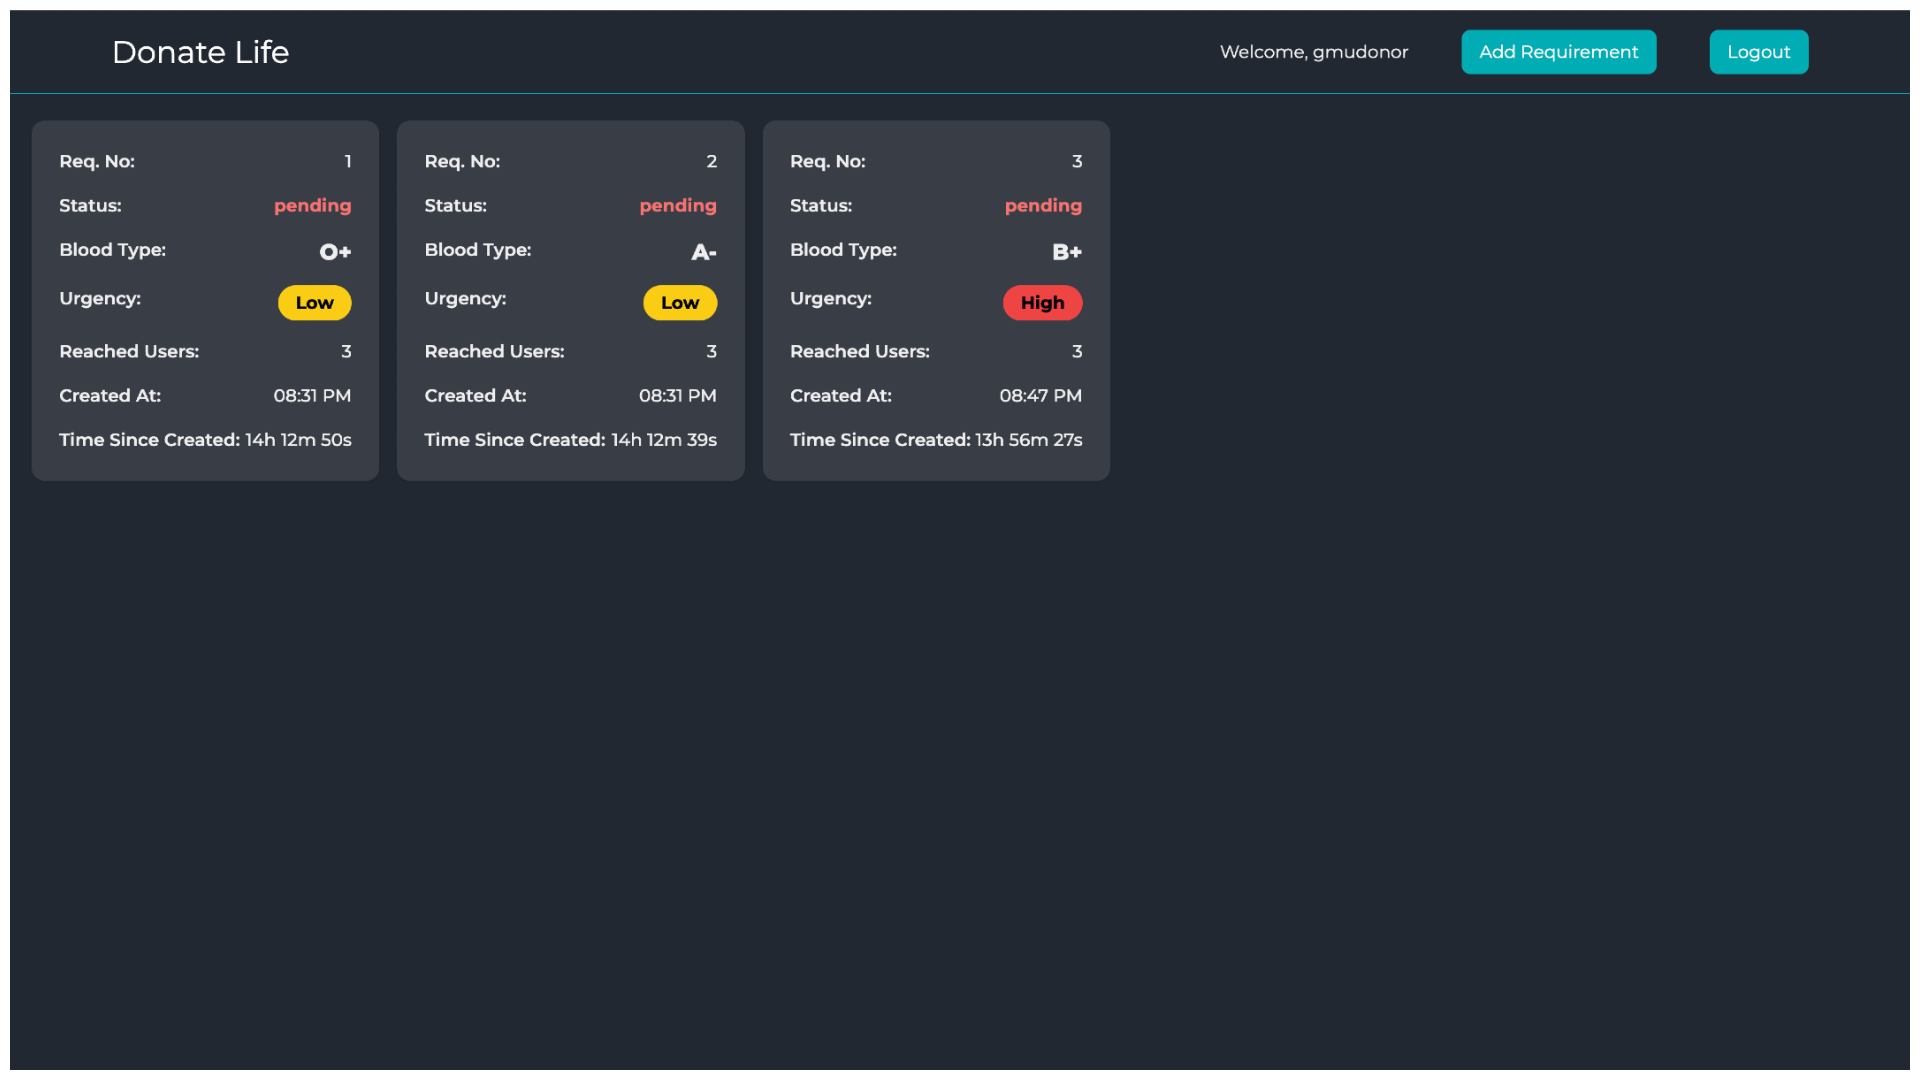 Donate Life
Welcome, gmudonor
Add Requirement
Logout
Req. No: 1
Status: pending
Blood Type: O+
Urgency: Low
Reached Users: 3
Created At: 08:31 PM
Time Since Created: 14h 12m 50s
Req. No: 2
Status: pending
Blood Type: A-
Urgency: Low
Reached Users: 3
Created At: 08:31 PM
Time Since Created: 14h 12m 39s
Req. No: 3
Status: pending
Blood Type: B+
Urgency: High
Reached Users: 3
Created At: 08:47 PM
Time Since Created: 13h 56m 27s